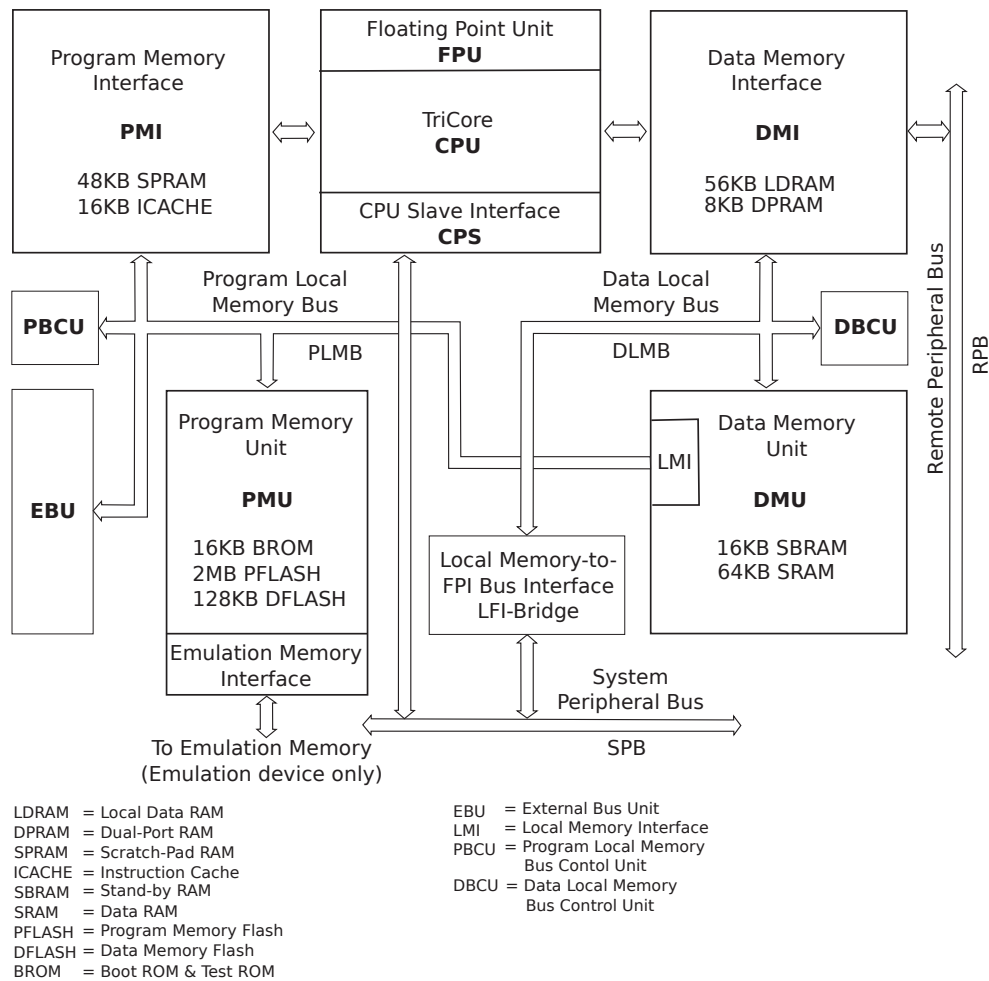 Program Memory
Interface
PMI
48KB SPRAM
16KB ICACHE
Floating Point Unit
FPU
TriCore
CPU
CPU Slave Interface
CPS
Data Memory
Interface
DMI
56KB LDRAM
8KB DPRAM
Program Local
Memory Bus
PLMB
Data Local
Memory Bus
DLMB
PBCU
DBCU
Remote Peripheral Bus
RPB
EBU
Program Memory
Unit
PMU
16KB BROM
2MB PFLASH
128KB DFLASH
Emulation Memory
Interface
LMI
Data Memory
Unit
DMU
16KB SBRAM
64KB SRAM
Local Memory-to-
FPI Bus Interface
LFI-Bridge
System
Peripheral Bus
SPB
To Emulation Memory
(Emulation device only)
LDRAM = Local Data RAM
DPRAM = Dual-Port RAM
SPRAM = Scratch-Pad RAM
ICACHE = Instruction Cache
SBRAM = Stand-by RAM
SRAM = Data RAM
PFLASH = Program Memory Flash
DFLASH = Data Memory Flash
BROM = Boot ROM & Test ROM
EBU = External Bus Unit
LMI = Local Memory Interface
PBCU = Program Local Memory
Bus Contol Unit
DBCU = Data Local Memory
Bus Control Unit